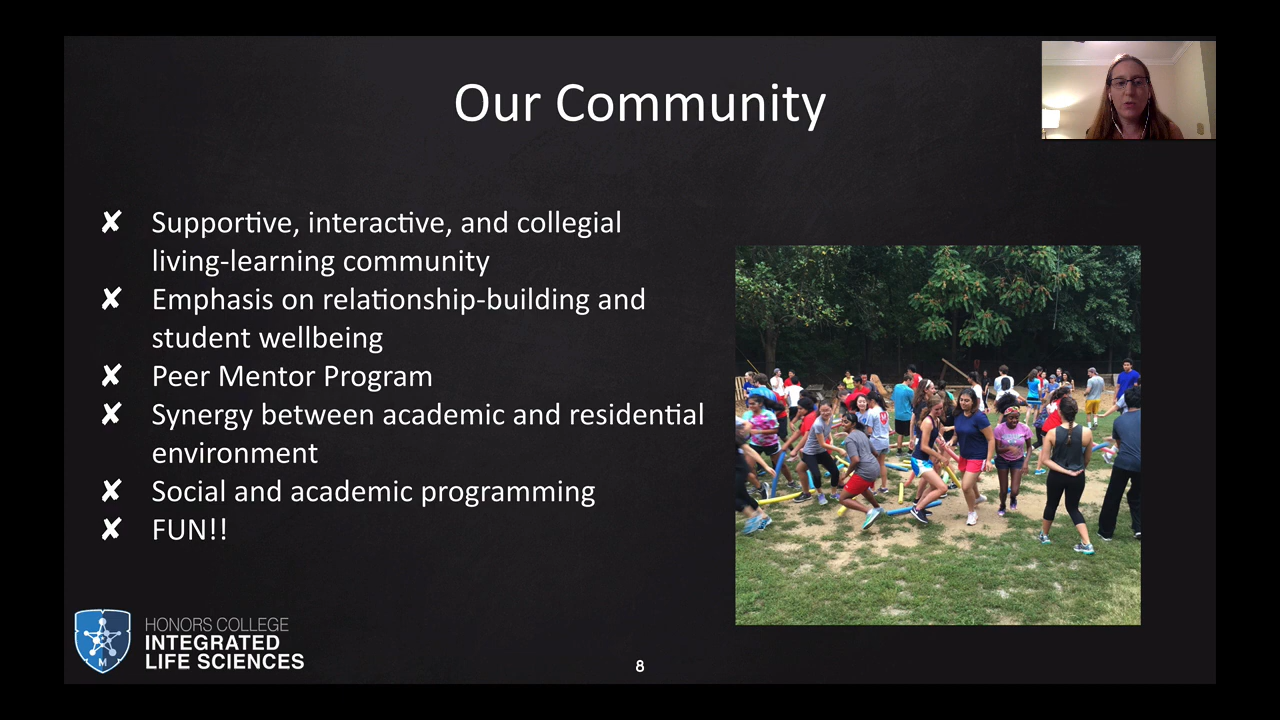 Our Community
✘ Supportive, interactive, and collegial
living-learning community
✘ Emphasis on relationship-building and
student wellbeing
✘ Peer Mentor Program
✘ Synergy between academic and residential
environment
✘ Social and academic programming
✘ FUN!!
HONORS COLLEGE
INTEGRATED
LIFE SCIENCES
M
8